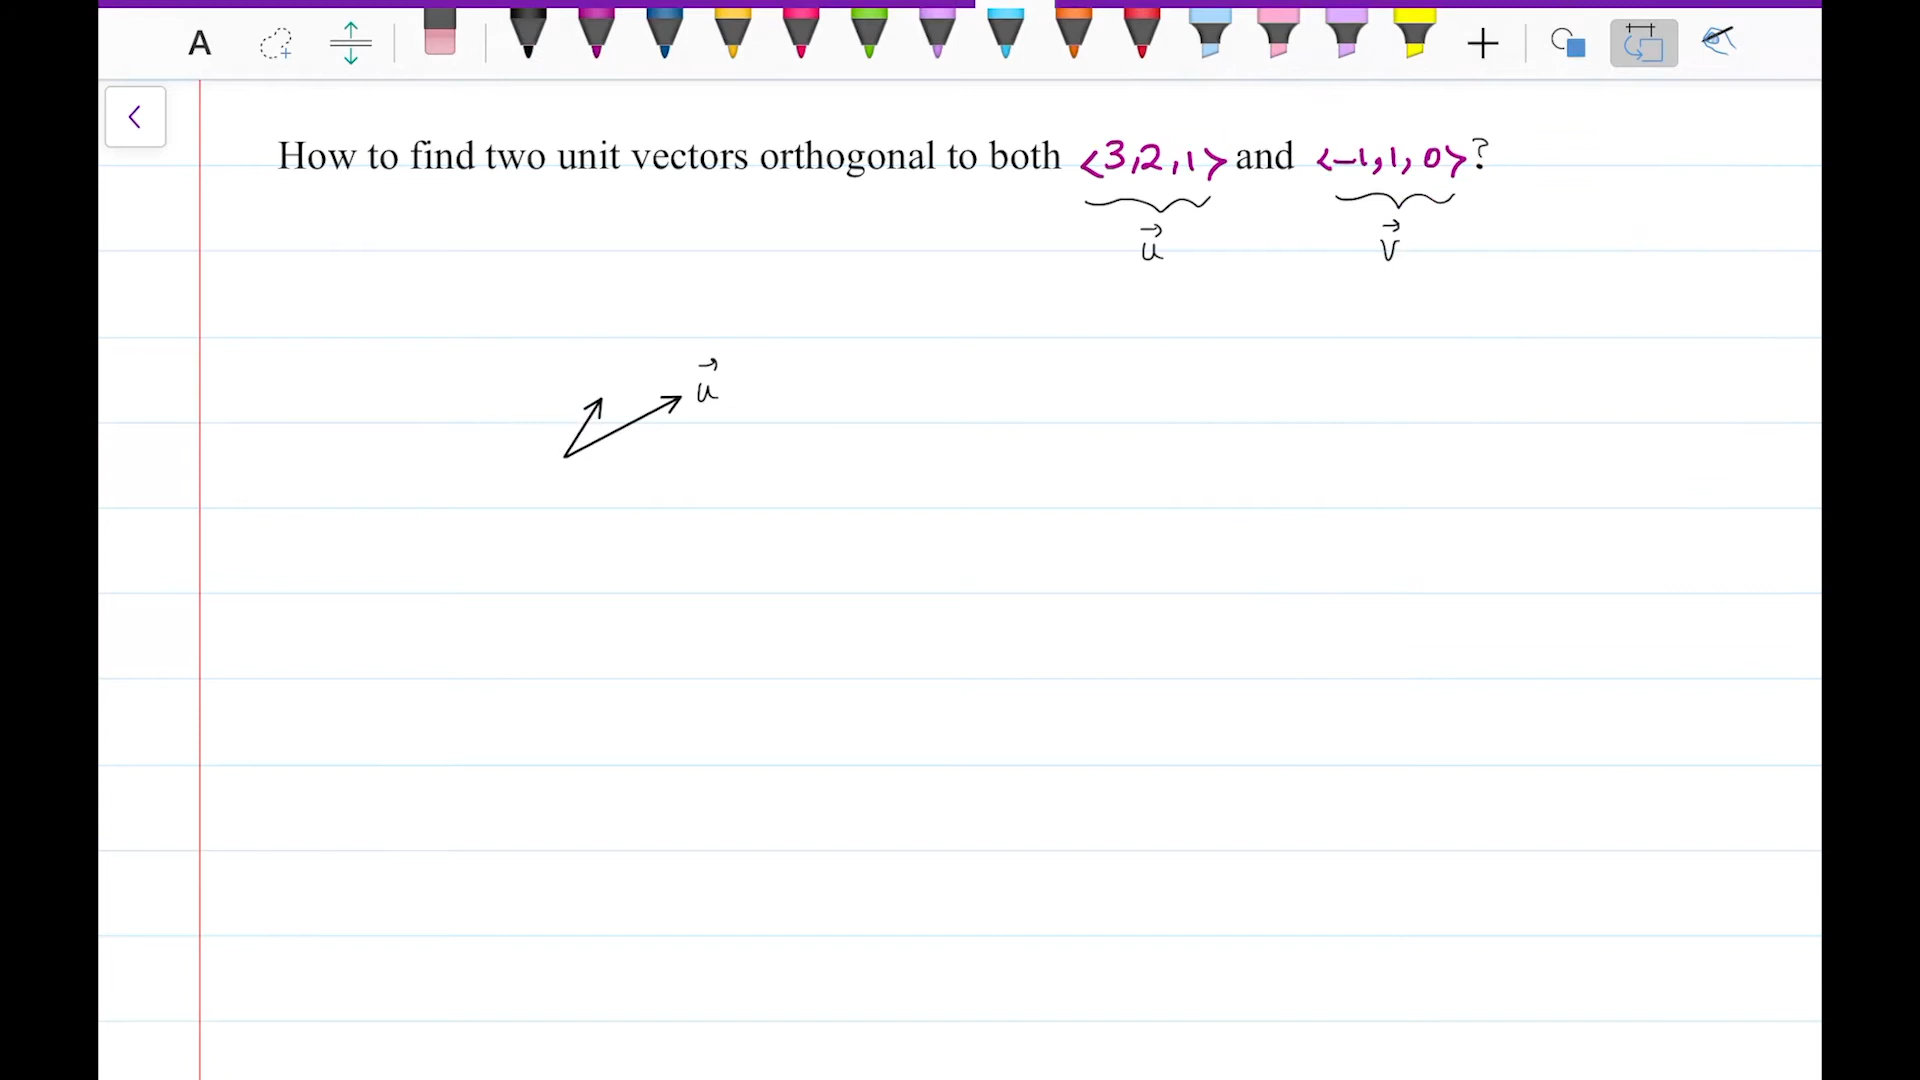 A
How to find two unit vectors orthogonal to both <3,2,1> and <-1,1,0>?
u⃗ v⃗
u⃗